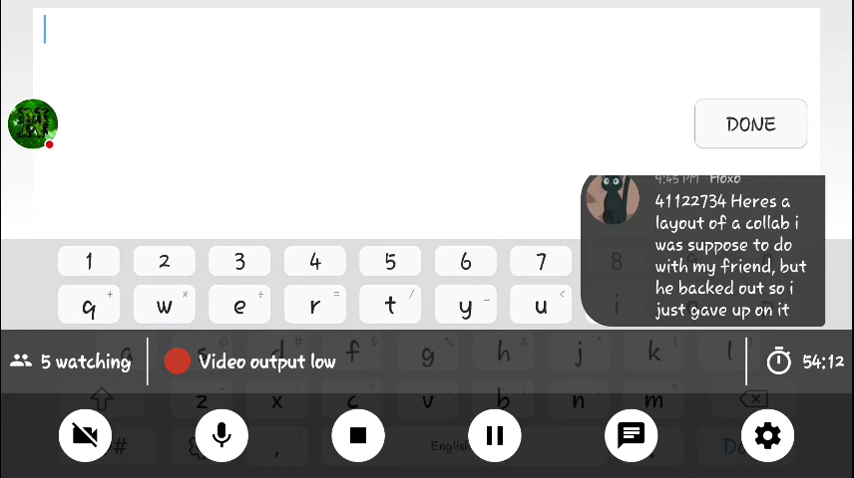 DONE
9:45 PM Floxo
41122734 Heres a
layout of a collab i
was suppose to do
with my friend, but
he backed out so i
just gave up on it
1 2 3 4 5 6 7 8
q + w × e ÷ r = t / y _ u < i
a s d # f $ g h & j * k ( l
z x c v b n m ?
# , English
5 watching
Video output low
54:12